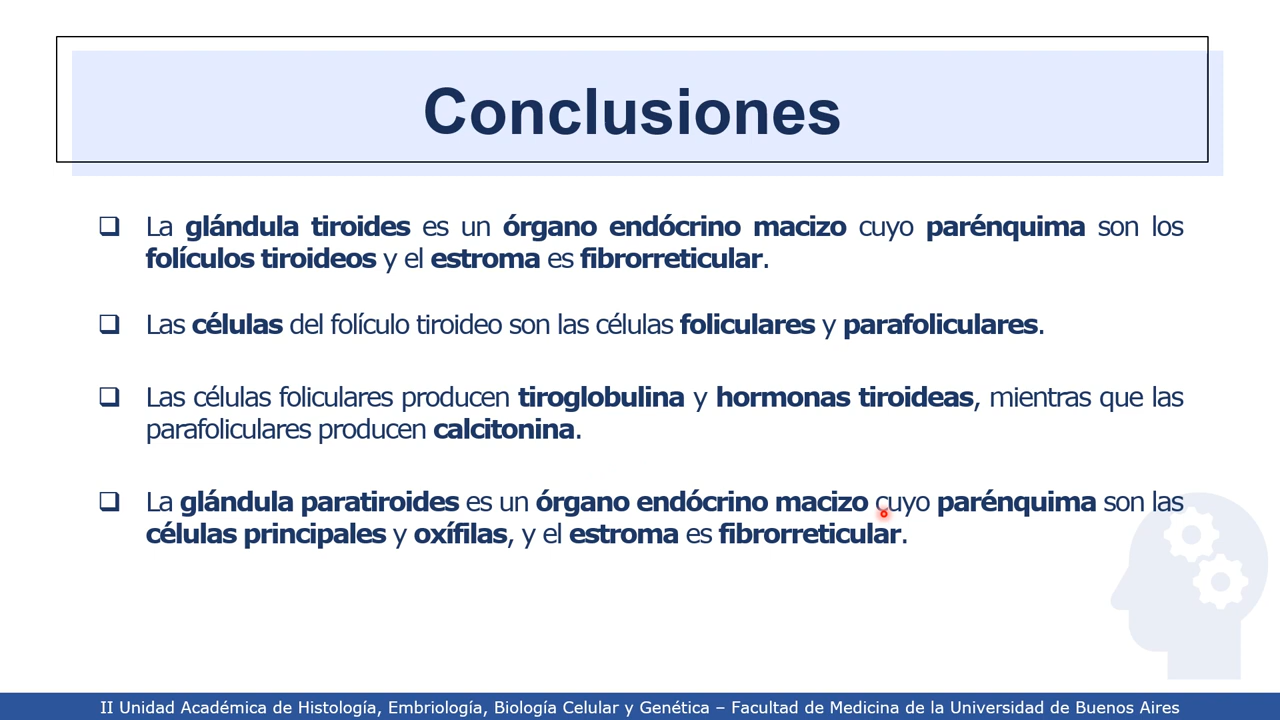 Conclusiones
La glándula tiroides es un órgano endócrino macizo cuyo parénquima son los
folículos tiroideos y el estroma es fibrorreticular.
Las células del folículo tiroideo son las células foliculares y parafoliculares.
Las células foliculares producen tiroglobulina y hormonas tiroideas, mientras que las
parafoliculares producen calcitonina.
La glándula paratiroides es un órgano endócrino macizo cuyo parénquima son las
células principales y oxífilas, y el estroma es fibrorreticular.
II Unidad Académica de Histología, Embriología, Biología Celular y Genética – Facultad de Medicina de la Universidad de Buenos Aires